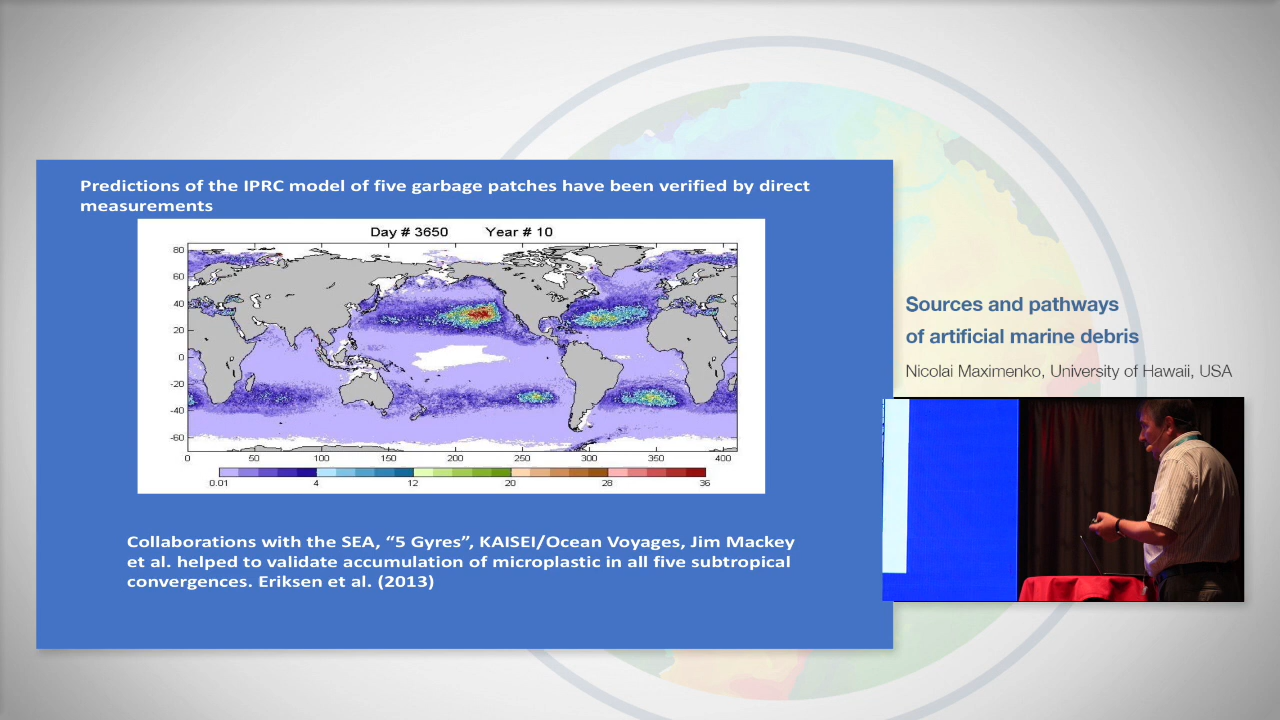 Predictions of the IPRC model of five garbage patches have been verified by direct
measurements
Day # 3650 Year # 10
80
60
40
20
0
-20
-40
-60
0 50 100 150 200 250 300 350 400
0.01 4 12 20 28 36
Collaborations with the SEA, “5 Gyres”, KAISEI/Ocean Voyages, Jim Mackey
et al. helped to validate accumulation of microplastic in all five subtropical
convergences. Eriksen et al. (2013)
Sources and pathways
of artificial marine debris
Nicolai Maximenko, University of Hawaii, USA